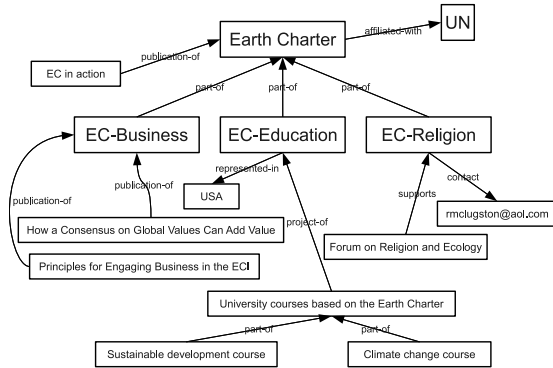 UN
affiliated-with
Earth Charter
publication-of
EC in action
part-of
part-of
part-of
EC-Business
EC-Education
EC-Religion
represented-in
contact
publication-of
USA
supports
publication-of
rmclugston@aol.com
project-of
How a Consensus on Global Values Can Add Value
Forum on Religion and Ecology
Principles for Engaging Business in the ECI
University courses based on the Earth Charter
part-of
part-of
Sustainable development course
Climate change course